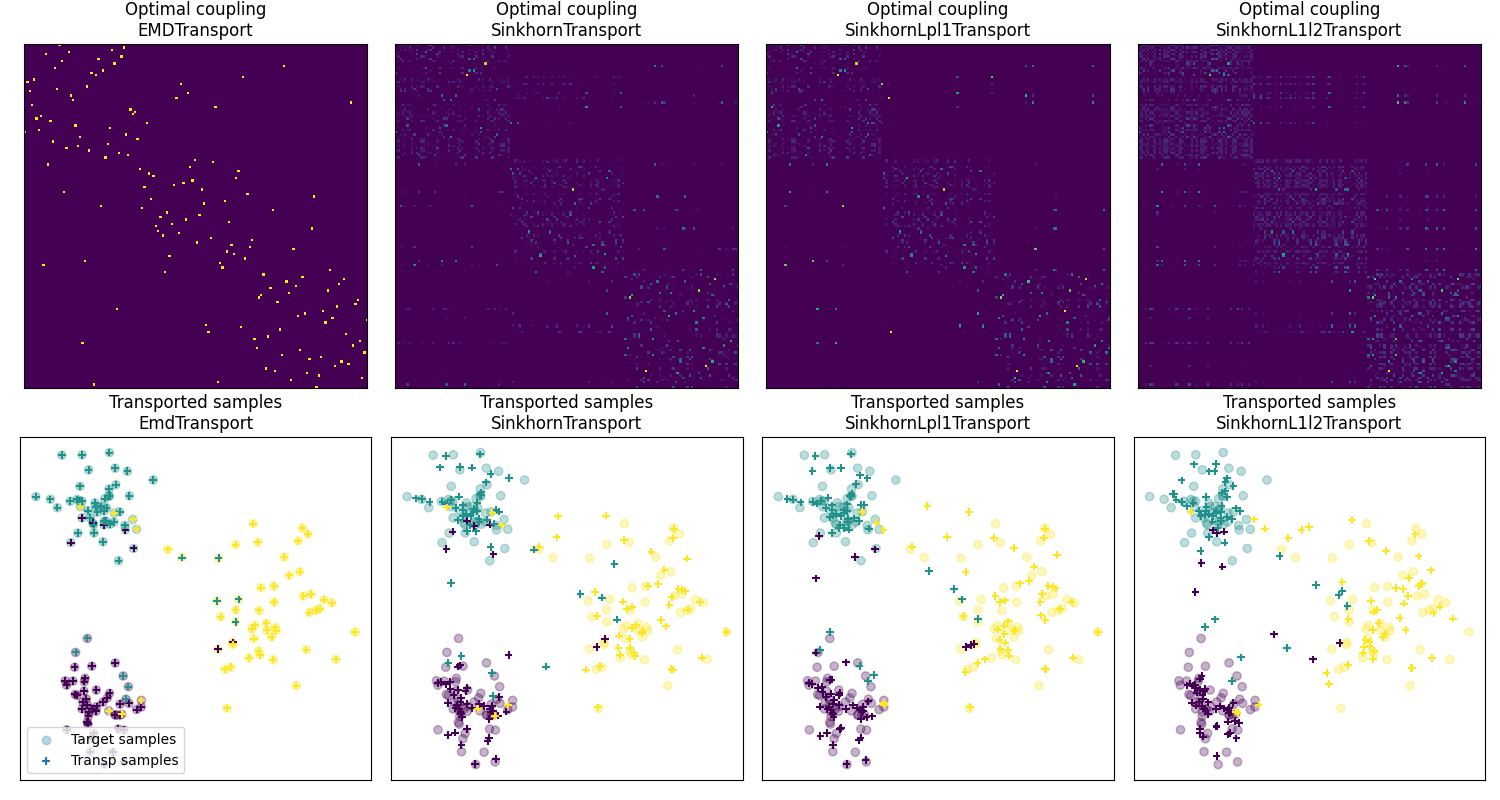 Optimal coupling
EMDTransport
Optimal coupling
SinkhornTransport
Optimal coupling
SinkhornLpl1Transport
Optimal coupling
SinkhornL1l2Transport
Transported samples
EmdTransport
Transported samples
SinkhornTransport
Transported samples
SinkhornLpl1Transport
Transported samples
SinkhornL1l2Transport
Target samples
Transp samples